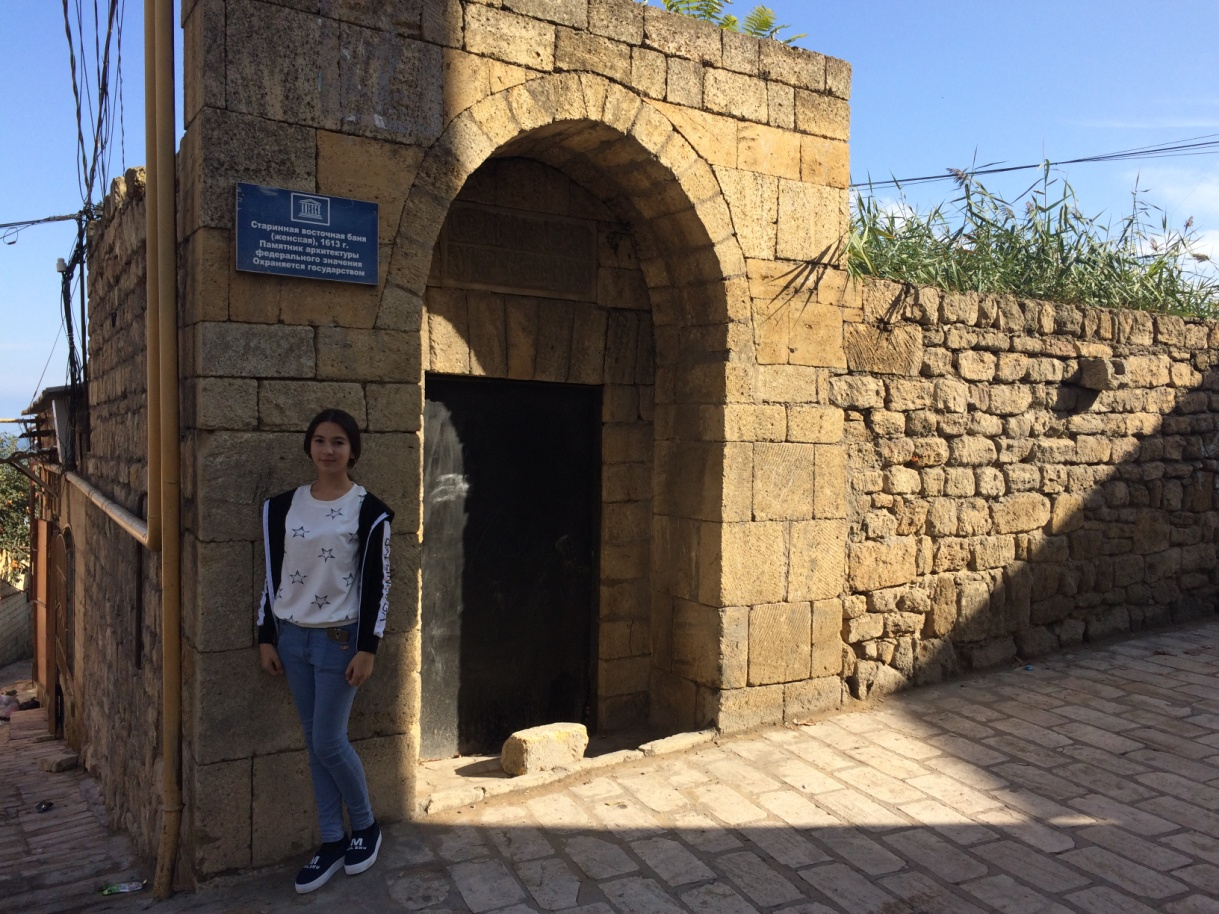 Старинная восточная баня
(женская), 1613 г.
Памятник архитектуры
федерального значения
Охраняется государством